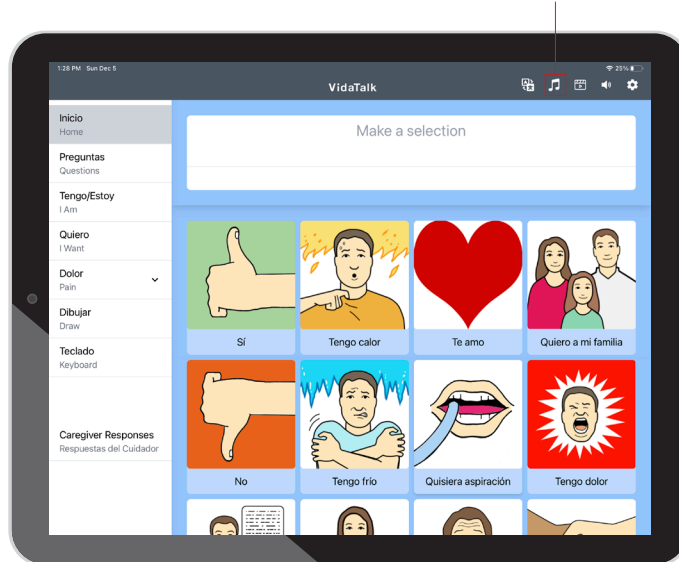 1:28 PM Sun Dec 5
25%
VidaTalk
Inicio
Home
Preguntas
Questions
Tengo/Estoy
I Am
Quiero
I Want
Dolor
Pain
Dibujar
Draw
Teclado
Keyboard
Caregiver Responses
Respuestas del Cuidador
Make a selection
Sí
Tengo calor
Te amo
Quiero a mi familia
No
Tengo frío
Quisiera aspiración
Tengo dolor